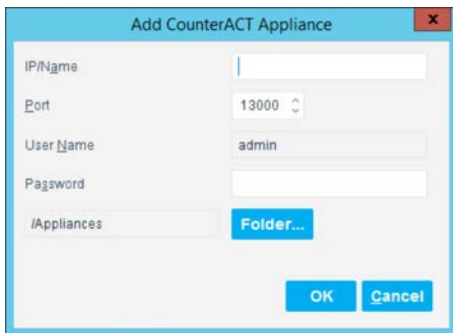 Add CounterACT Appliance
x
IP/Name
Port
13000
User Name
admin
Password
/Appliances
Folder...
OK
Cancel